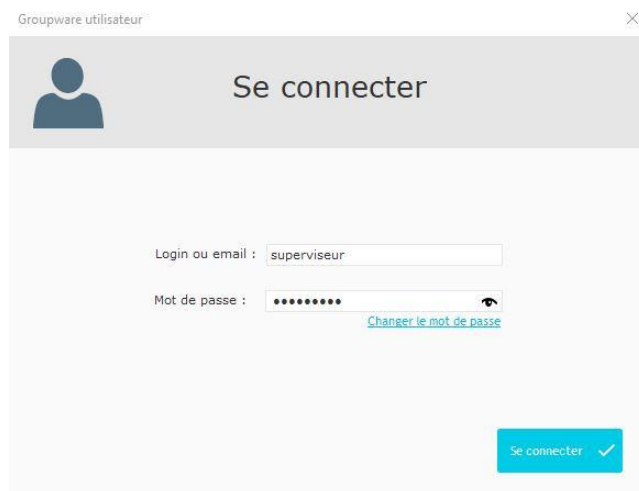 Groupware utilisateur
Se connecter
Login ou email : superviseur
Mot de passe : •••••••••
Changer le mot de passe
Se connecter